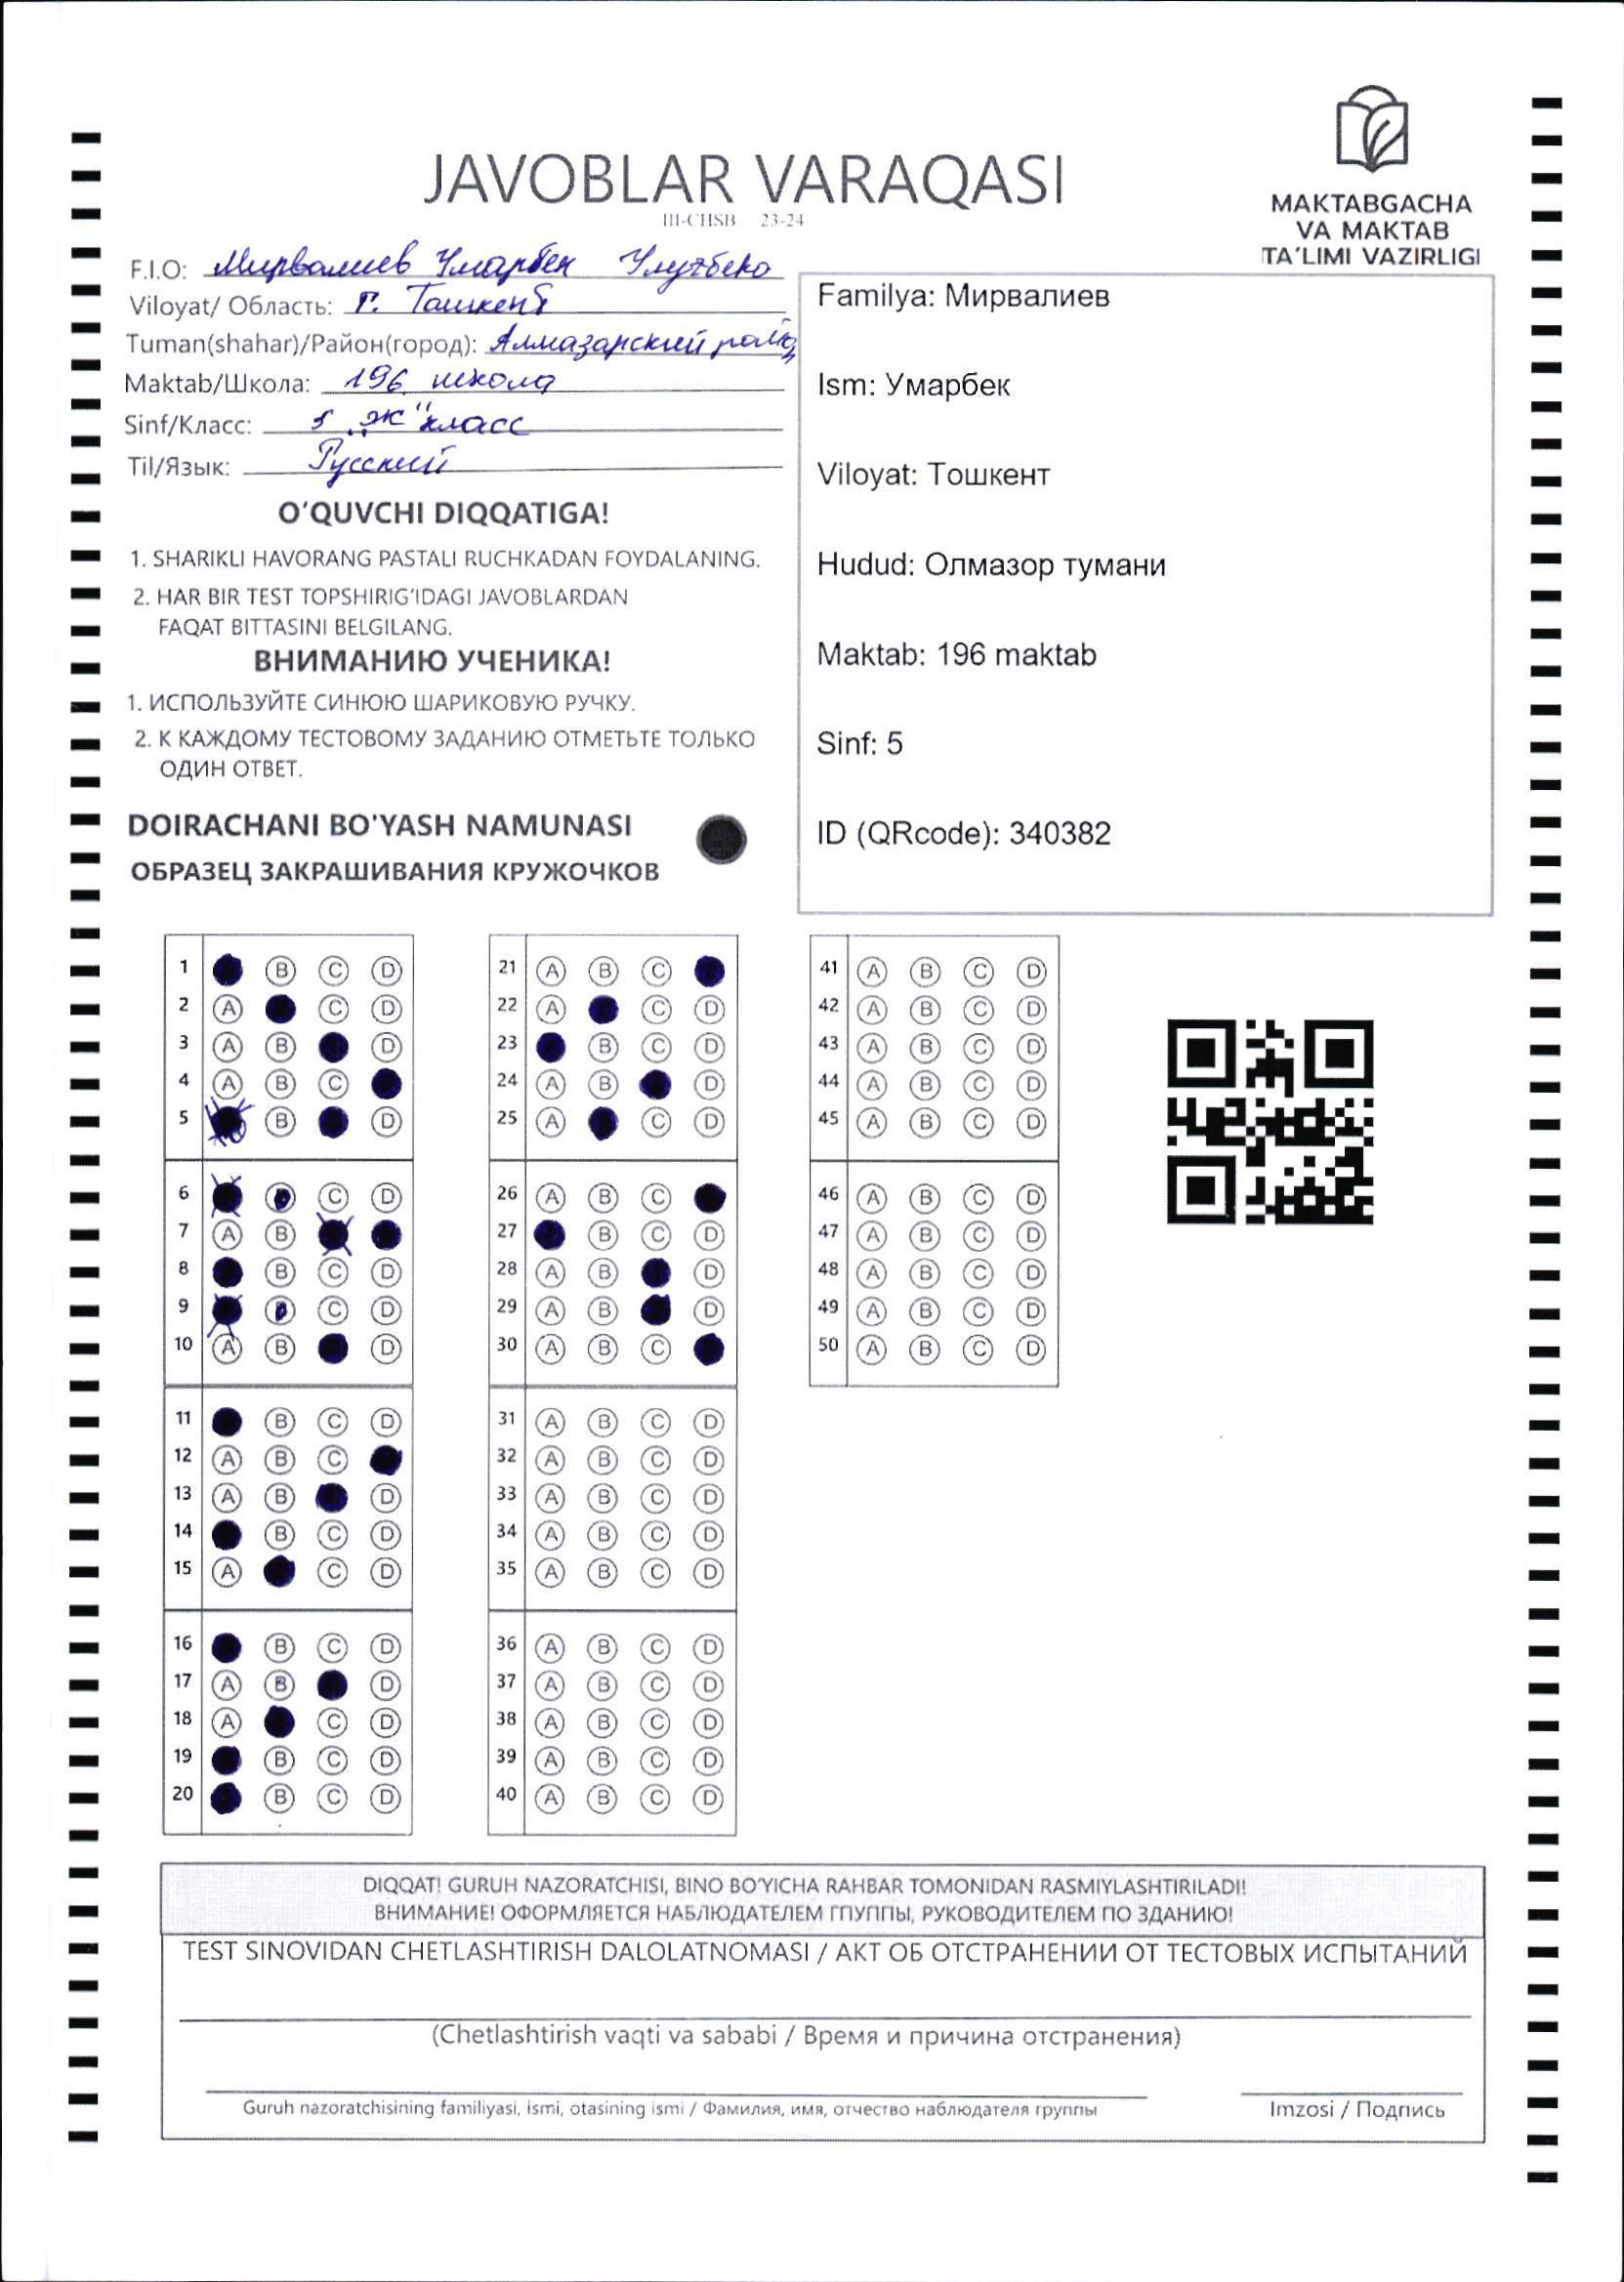 JAVOBLAR VARAQASI
III-CHSB 23-24
MAKTABGACHA
VA MAKTAB
TA'LIMI VAZIRLIGI
F.I.O: Мирвалиев Умарбек Улугбеко
Viloyat/ Область: г. Ташкент
Tuman(shahar)/Район(город): Алмазарский
Maktab/Школа: 196 школа
Sinf/Класс: 5 „Ж" класс
Til/Язык: Русский
O'QUVCHI DIQQATIGA!
1. SHARIKLI HAVORANG PASTALI RUCHKADAN FOYDALANING.
2. HAR BIR TEST TOPSHIRIG'IDAGI JAVOBLARDAN
FAQAT BITTASINI BELGILANG.
ВНИМАНИЮ УЧЕНИКА!
1. ИСПОЛЬЗУЙТЕ СИНЮЮ ШАРИКОВУЮ РУЧКУ.
2. К КАЖДОМУ ТЕСТОВОМУ ЗАДАНИЮ ОТМЕТЬТЕ ТОЛЬКО
ОДИН ОТВЕТ.
DOIRACHANI BO'YASH NAMUNASI
ОБРАЗЕЦ ЗАКРАШИВАНИЯ КРУЖОЧКОВ
Familya: Мирвалиев
Ism: Умарбек
Viloyat: Тошкент
Hudud: Олмазор тумани
Maktab: 196 maktab
Sinf: 5
ID (QRcode): 340382
1 B C D
2 A C D
3 A B D
4 A B C
5 B D
6 C D
7 A B
8 B C D
9 C D
10 A B D
11 B C D
12 A B C
13 A B D
14 B C D
15 A C D
16 B C D
17 A B D
18 A C D
19 B C D
20 B C D
21 A B C
22 A C D
23 B C D
24 A B D
25 A C D
26 A B C
27 B C D
28 A B D
29 A B D
30 A B C
31 A B C D
32 A B C D
33 A B C D
34 A B C D
35 A B C D
36 A B C D
37 A B C D
38 A B C D
39 A B C D
40 A B C D
41 A B C D
42 A B C D
43 A B C D
44 A B C D
45 A B C D
46 A B C D
47 A B C D
48 A B C D
49 A B C D
50 A B C D
DIQQAT! GURUH NAZORATCHISI, BINO BO'YICHA RAHBAR TOMONIDAN RASMIYLASHTIRILADI!
ВНИМАНИЕ! ОФОРМЛЯЕТСЯ НАБЛЮДАТЕЛЕМ ГПУППЫ, РУКОВОДИТЕЛЕМ ПО ЗДАНИЮ!
TEST SINOVIDAN CHETLASHTIRISH DALOLATNOMASI / АКТ ОБ ОТСТРАНЕНИИ ОТ ТЕСТОВЫХ ИСПЫТАНИЙ
(Chetlashtirish vaqti va sababi / Время и причина отстранения)
Guruh nazoratchisining familiyasi, ismi, otasining ismi / Фамилия, имя, отчество наблюдателя группы
Imzosi / Подпись